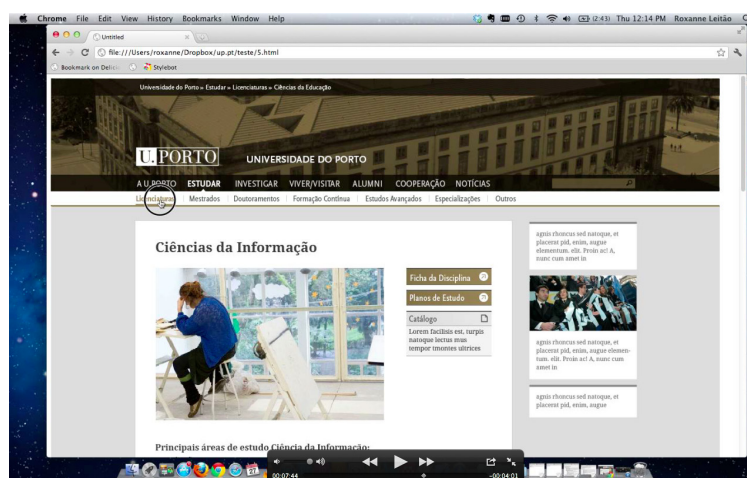 Chrome File Edit View History Bookmarks Window Help (2:43) Thu 12:14 PM Roxanne Leitão
Untitled
file:///Users/roxanne/Dropbox/up.pt/teste/5.html
Bookmark on Delici Stylebot
Universidade do Porto » Estudar » Licenciaturas » Ciências da Educação
U. PORTO UNIVERSIDADE DO PORTO
A U.PORTO ESTUDAR INVESTIGAR VIVER/VISITAR ALUMNI COOPERAÇÃO NOTÍCIAS
Licenciaturas Mestrados Doutoramentos Formação Contínua Estudos Avançados Especializações Outros
Ciências da Informação
Ficha da Disciplina
Planos de Estudo
Catálogo
Lorem facilisis est, turpis
natoque lectus mus
tempor tmontes ultrices
agnis rhoncus sed natoque, et
placerat pid, enim, augue
elementum. elit. Proin ac! A,
nunc cum amet in
agnis rhoncus sed natoque, et
placerat pid, enim, augue elemen-
tum. elit. Proin ac! A, nunc cum
amet in
agnis rhoncus sed natoque, et
placerat pid, enim, augue
Principais áreas de estudo Ciência da Informação:
00:07:44 -00:04:01